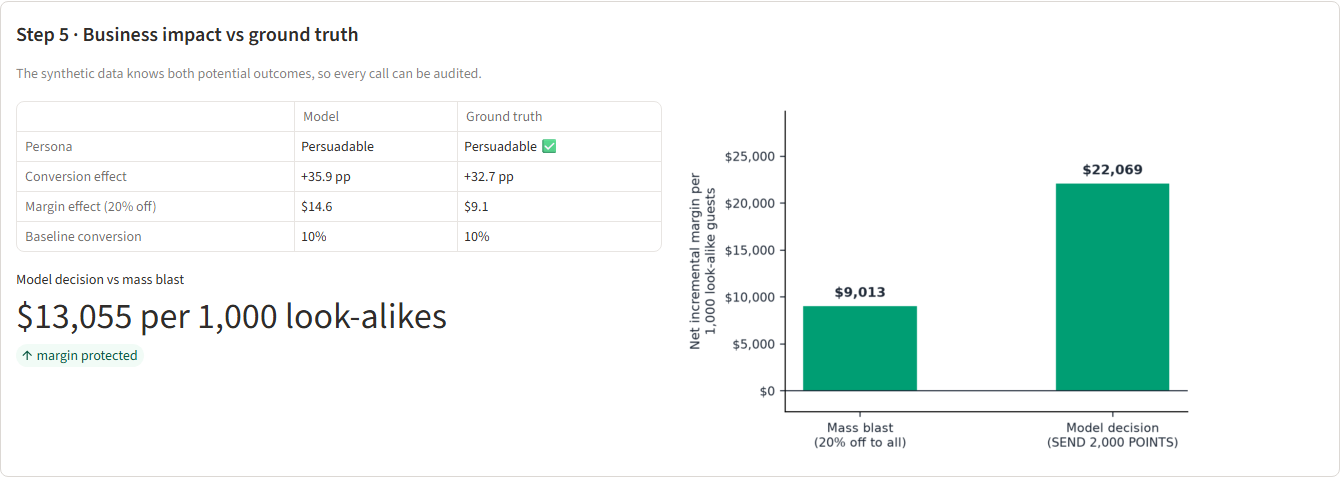 Step 5 · Business impact vs ground truth
The synthetic data knows both potential outcomes, so every call can be audited.
Model Ground truth
Persona Persuadable Persuadable ✅
Conversion effect +35.9 pp +32.7 pp
Margin effect (20% off) $14.6 $9.1
Baseline conversion 10% 10%
Model decision vs mass blast
$13,055 per 1,000 look-alikes
↑ margin protected
Net incremental margin per
1,000 look-alike guests
$25,000
$20,000
$15,000
$10,000
$5,000
$0
$9,013
$22,069
Mass blast
(20% off to all)
Model decision
(SEND 2,000 POINTS)